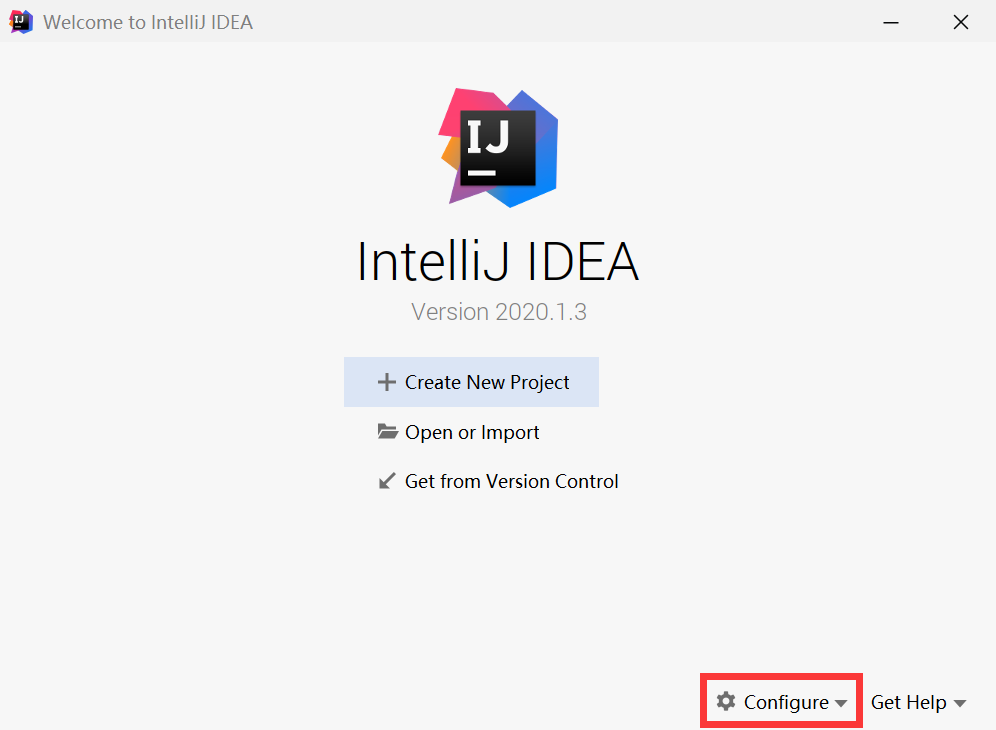 Welcome to IntelliJ IDEA
IJ
IntelliJ IDEA
Version 2020.1.3
Create New Project
Open or Import
Get from Version Control
Configure Get Help